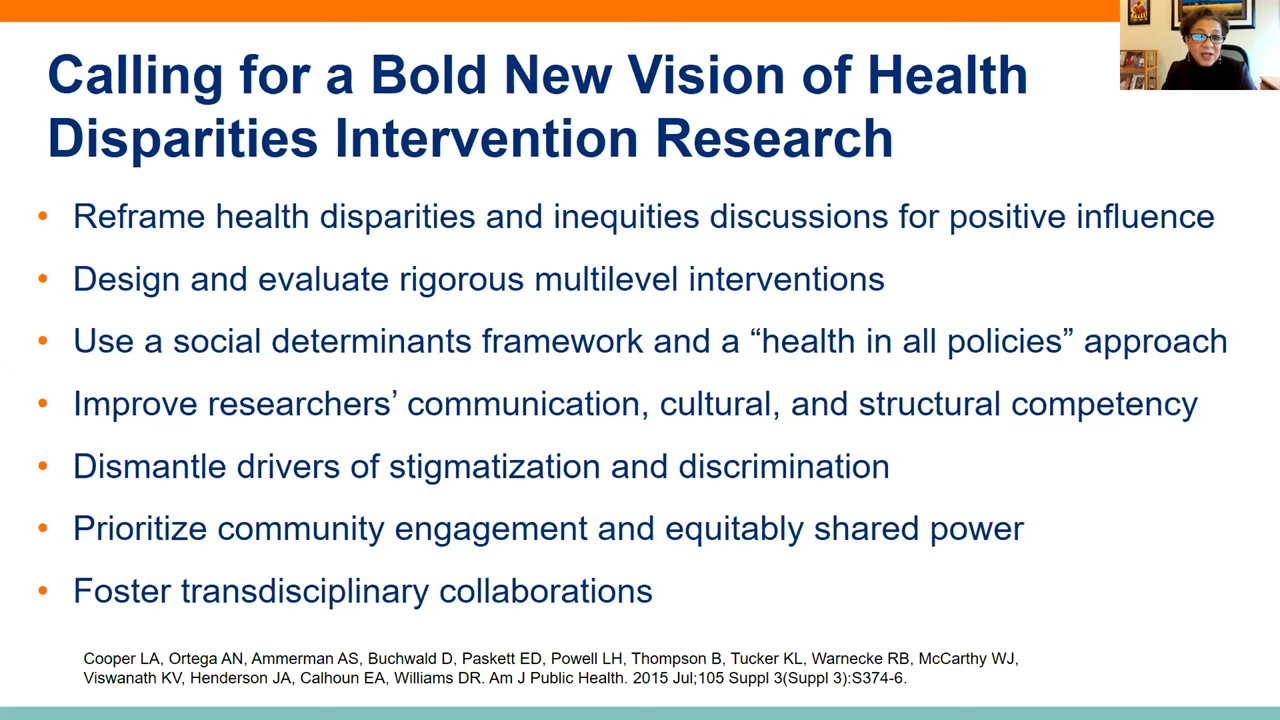 Calling for a Bold New Vision of Health
Disparities Intervention Research
• Reframe health disparities and inequities discussions for positive influence
• Design and evaluate rigorous multilevel interventions
• Use a social determinants framework and a “health in all policies” approach
• Improve researchers’ communication, cultural, and structural competency
• Dismantle drivers of stigmatization and discrimination
• Prioritize community engagement and equitably shared power
• Foster transdisciplinary collaborations
Cooper LA, Ortega AN, Ammerman AS, Buchwald D, Paskett ED, Powell LH, Thompson B, Tucker KL, Warnecke RB, McCarthy WJ,
Viswanath KV, Henderson JA, Calhoun EA, Williams DR. Am J Public Health. 2015 Jul;105 Suppl 3(Suppl 3):S374-6.